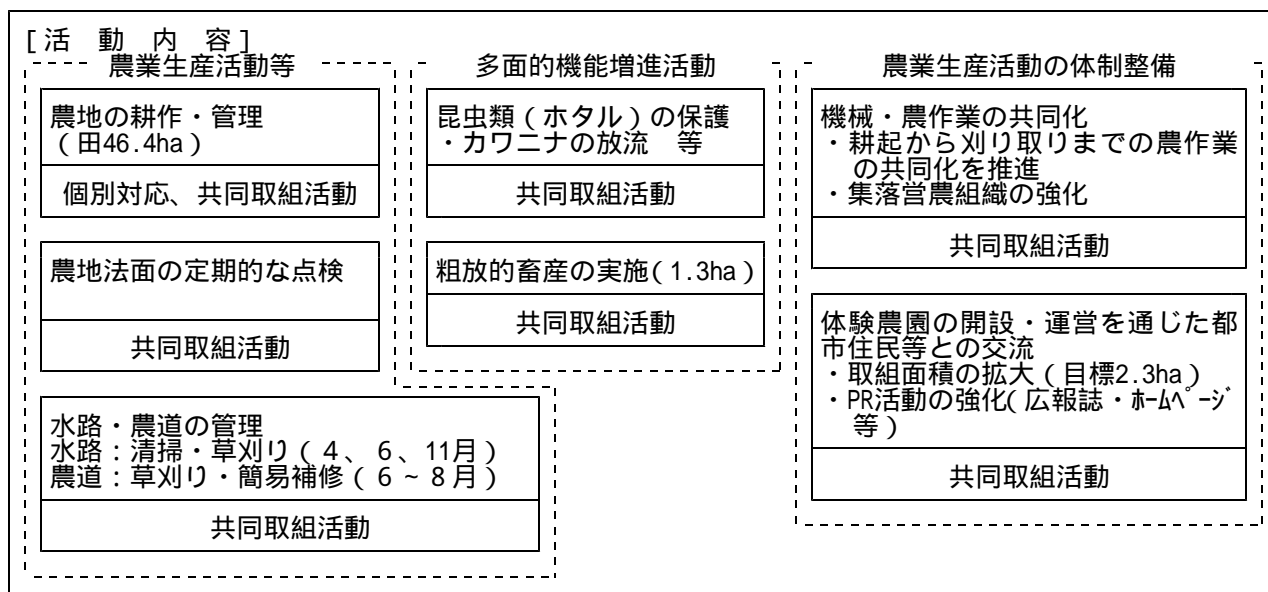 [活　動　内　容]
農業生産活動等
農地の耕作・管理
（田46.4ha）
個別対応、共同取組活動
農地法面の定期的な点検
共同取組活動
水路・農道の管理
水路：清掃・草刈り（４、６、11月）
農道：草刈り・簡易補修（６～８月）
共同取組活動
多面的機能増進活動
昆虫類（ホタル）の保護
・カワニナの放流　等
共同取組活動
粗放的畜産の実施(1.3ha)
共同取組活動
農業生産活動の体制整備
機械・農作業の共同化
・耕起から刈り取りまでの農作業
の共同化を推進
・集落営農組織の強化
共同取組活動
体験農園の開設・運営を通じた都
市住民等との交流
・取組面積の拡大（目標2.3ha）
・PR活動の強化(広報誌・ﾎｰﾑﾍﾟｰｼﾞ
等）
共同取組活動